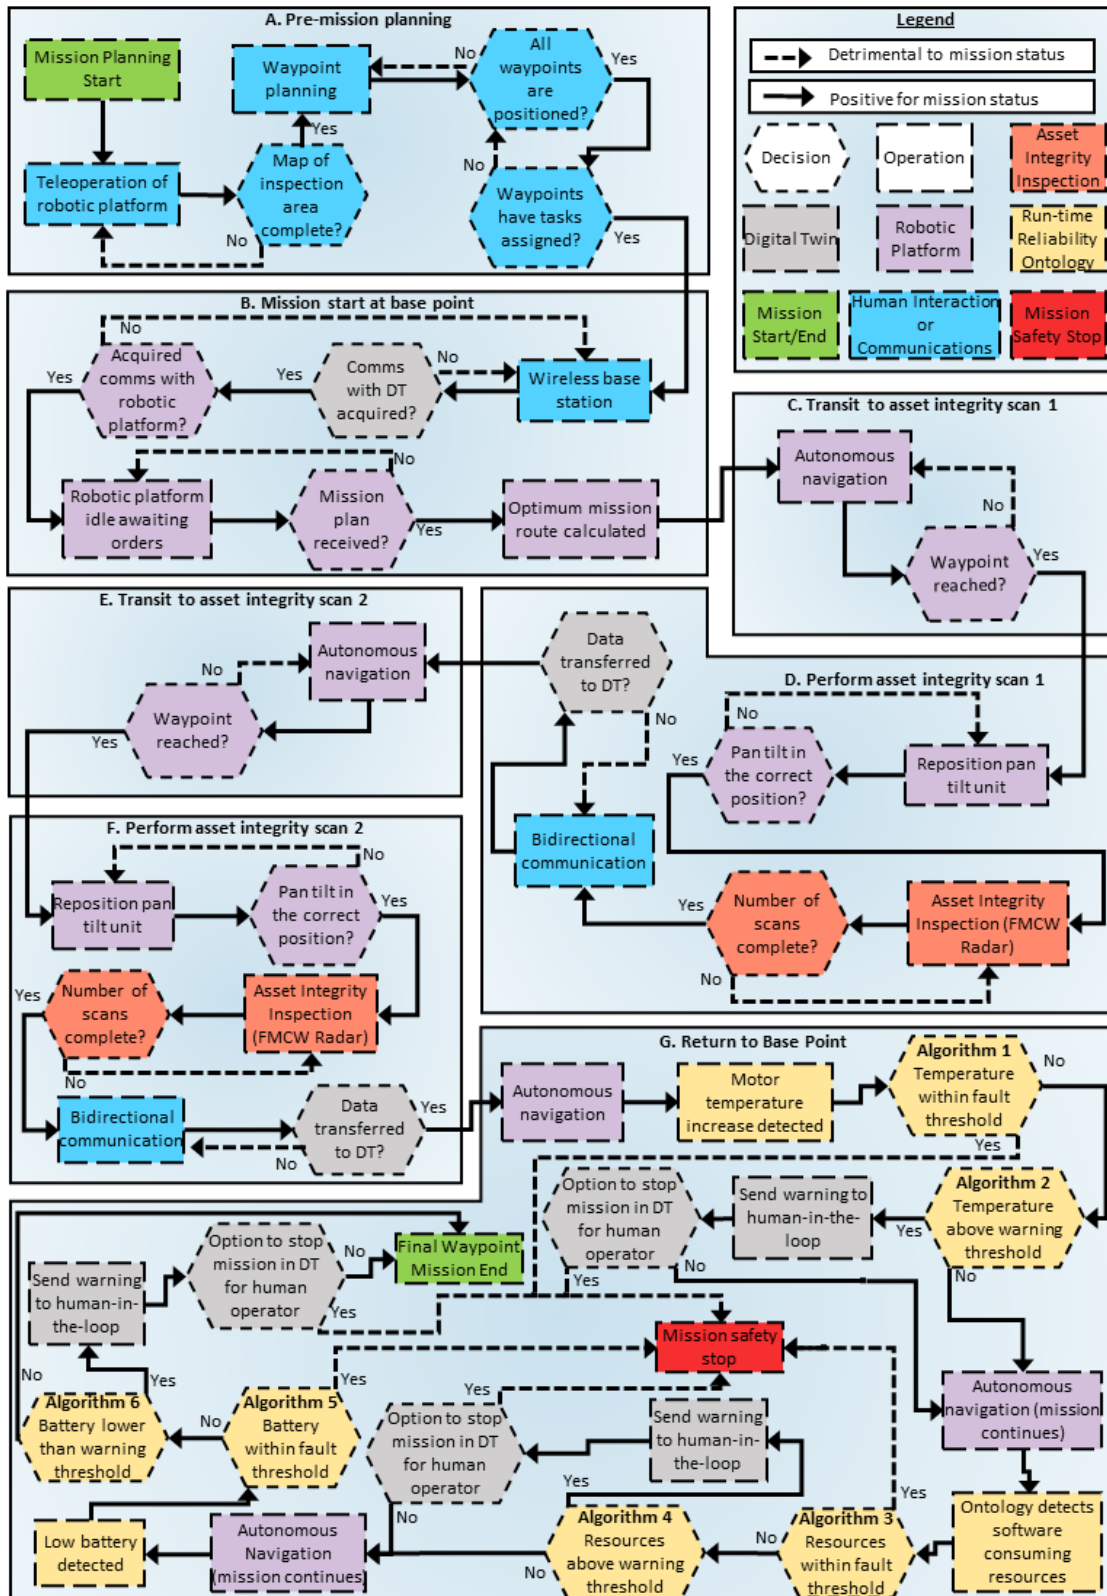 A. Pre-mission planning
Mission Planning
Start
Waypoint
planning
No
All
waypoints
are
positioned?
Yes
Yes
Teleoperation of
robotic platform
Map of
inspection
area
complete?
No
No
Waypoints
have tasks
assigned?
Yes
Legend
Detrimental to mission status
Positive for mission status
Decision
Operation
Asset
Integrity
Inspection
Digital Twin
Robotic
Platform
Run-time
Reliability
Ontology
Mission
Start/End
Human Interaction
or
Communications
Mission
Safety Stop
B. Mission start at base point
No
Acquired
comms with
robotic
platform?
Yes
Yes
Comms
with DT
acquired?
No
Wireless base
station
No
Robotic platform
idle awaiting
orders
Mission
plan
received?
Yes
Optimum mission
route calculated
C. Transit to asset integrity scan 1
Autonomous
navigation
No
Waypoint
reached?
Yes
E. Transit to asset integrity scan 2
Autonomous
navigation
No
Waypoint
reached?
Yes
Data
transferred
to DT?
No
D. Perform asset integrity scan 1
No
Pan tilt in
the correct
position?
Yes
Reposition pan
tilt unit
Bidirectional
communication
Yes
Number of
scans
complete?
No
Asset Integrity
Inspection (FMCW
Radar)
F. Perform asset integrity scan 2
No
Reposition pan
tilt unit
Pan tilt in
the correct
position?
Yes
Yes
Number of
scans
complete?
No
Asset Integrity
Inspection
(FMCW Radar)
Bidirectional
communication
No
Data
transferred
to DT?
Yes
G. Return to Base Point
Autonomous
navigation
Motor
temperature
increase detected
Algorithm 1
Temperature
within fault
threshold
No
Yes
Option to stop
mission in DT
for human
operator
Send warning to
human-in-the-
loop
Yes
Algorithm 2
Temperature
above warning
threshold
No
Yes
No
Send warning
to human-in-
the-loop
Option to stop
mission in DT
for human
operator
No
Yes
Final Waypoint
Mission End
Mission safety
stop
Autonomous
navigation (mission
continues)
No
Algorithm 6
Battery lower
than warning
threshold
Yes
No
Algorithm 5
Battery
within fault
threshold
Yes
Yes
Option to stop
mission in DT
for human
operator
No
Send warning
to human-in-
the-loop
Yes
Low battery
detected
Autonomous
Navigation
(mission continues)
No
Algorithm 4
Resources
above warning
threshold
No
Algorithm 3
Resources
within fault
threshold
Yes
Ontology detects
software
consuming
resources